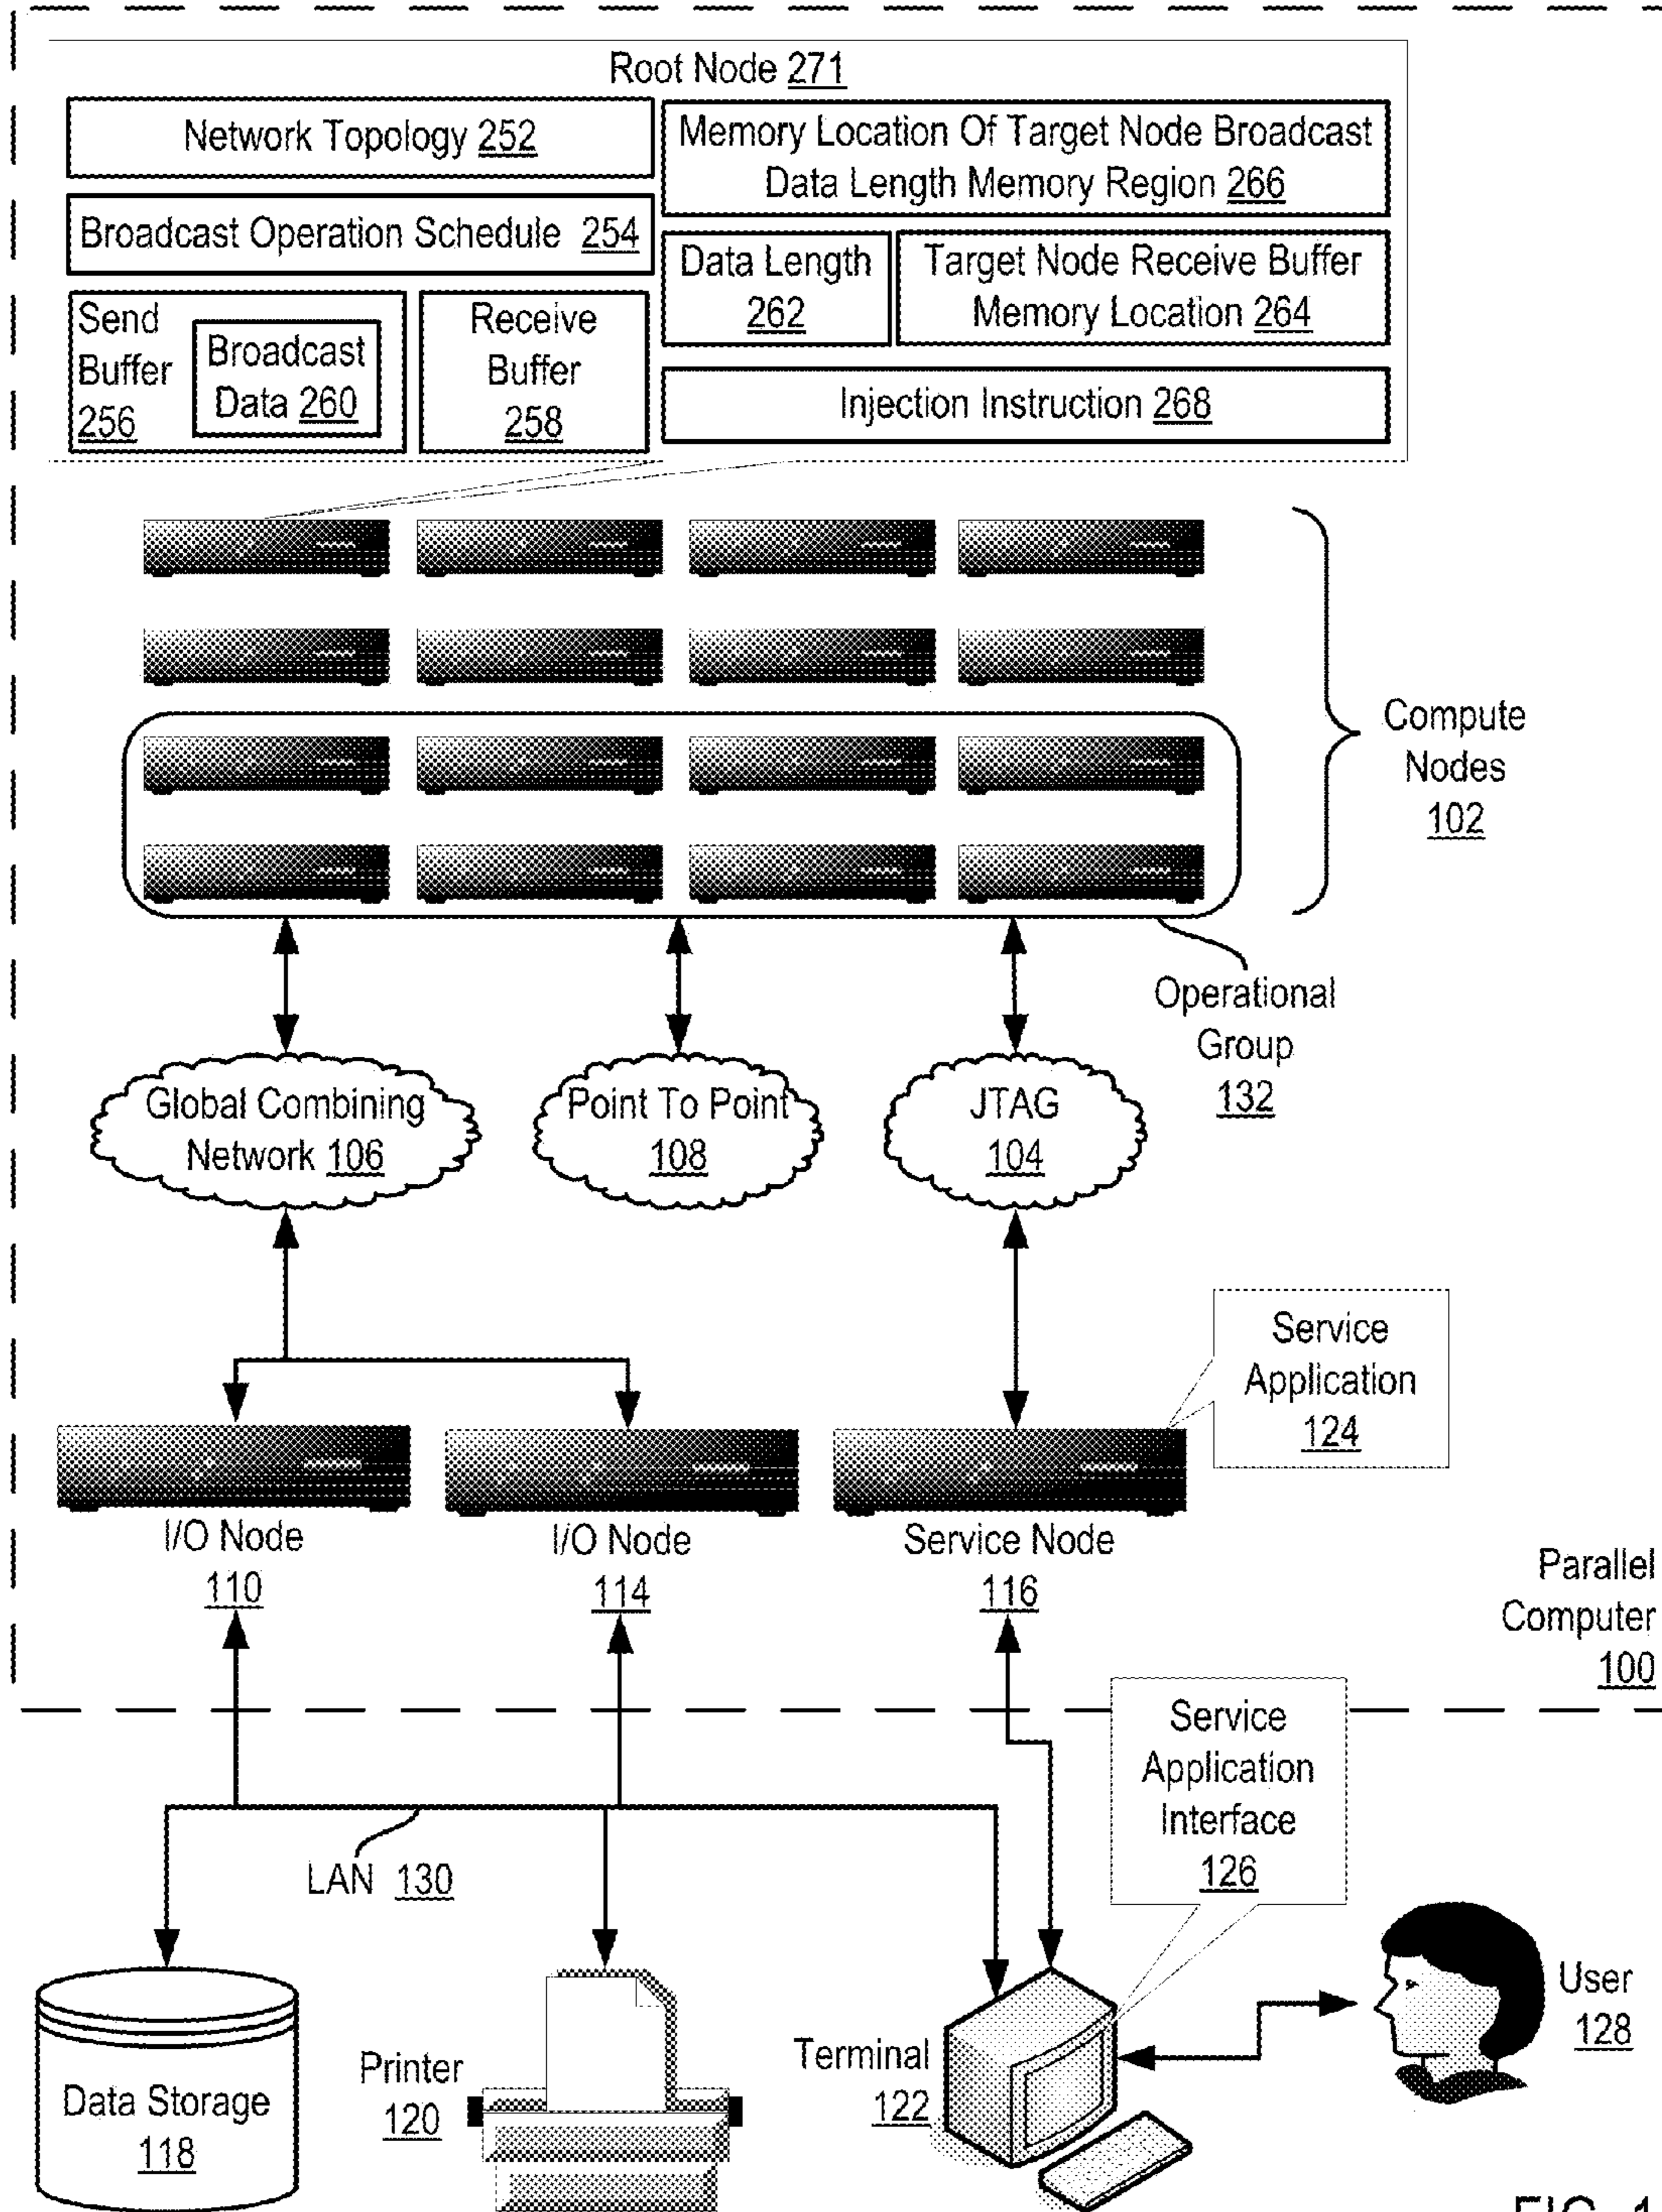 Root Node 271
Network Topology 252
Memory Location Of Target Node Broadcast
Data Length Memory Region 266
Broadcast Operation Schedule 254
Data Length
262
Target Node Receive Buffer
Memory Location 264
Send
Buffer
256
Broadcast
Data 260
Receive
Buffer
258
Injection Instruction 268
Compute
Nodes
102
Operational
Group
132
Global Combining
Network 106
Point To Point
108
JTAG
104
Service
Application
124
I/O Node
110
I/O Node
114
Service Node
116
Parallel
Computer
100
Service
Application
Interface
126
LAN 130
Data Storage
118
Printer
120
Terminal
122
User
128
FIG. 1